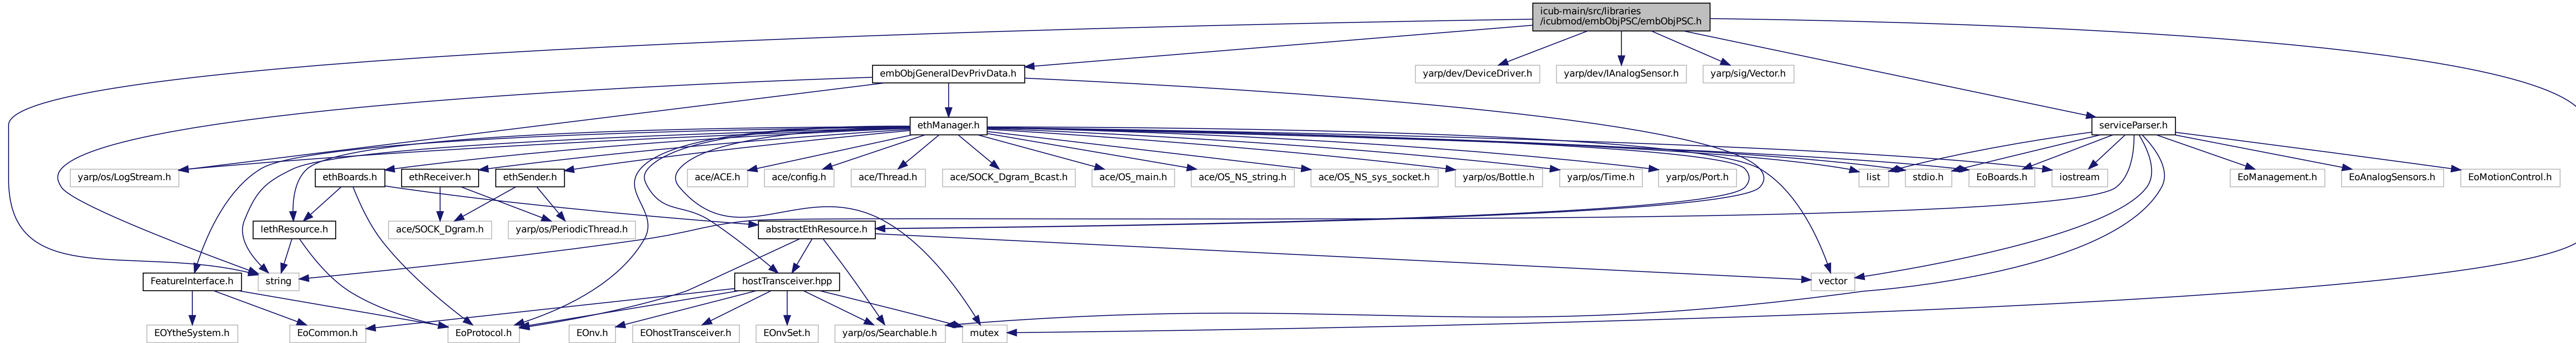 icub-main/src/libraries
/icubmod/embObjPSC/embObjPSC.h
embObjGeneralDevPrivData.h
yarp/dev/DeviceDriver.h
yarp/dev/IAnalogSensor.h
yarp/sig/Vector.h
ethManager.h
serviceParser.h
yarp/os/LogStream.h
ethBoards.h
ethReceiver.h
ethSender.h
ace/ACE.h
ace/config.h
ace/Thread.h
ace/SOCK_Dgram_Bcast.h
ace/OS_main.h
ace/OS_NS_string.h
ace/OS_NS_sys_socket.h
yarp/os/Bottle.h
yarp/os/Time.h
yarp/os/Port.h
list
stdio.h
EoBoards.h
iostream
EoManagement.h
EoAnalogSensors.h
EoMotionControl.h
IethResource.h
ace/SOCK_Dgram.h
yarp/os/PeriodicThread.h
abstractEthResource.h
FeatureInterface.h
string
hostTransceiver.hpp
vector
EOYtheSystem.h
EoCommon.h
EoProtocol.h
EOnv.h
EOhostTransceiver.h
EOnvSet.h
yarp/os/Searchable.h
mutex